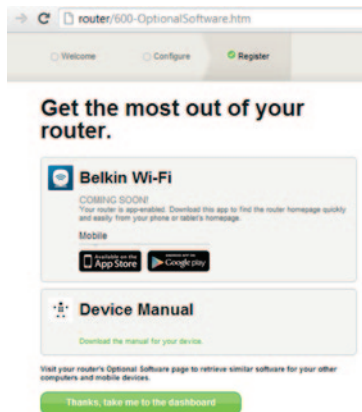 router/600-OptionalSoftware.htm
Welcome
Configure
Register
Get the most out of your
router.
Belkin Wi-Fi
COMING SOON!
Your router is app-enabled. Download this app to find the router homepage quickly
and easily from your phone or tablet's homepage.
Mobile
Available on the
App Store
Google play
Device Manual
Download the manual for your device.
Visit your router's Optional Software page to retrieve similar software for your other
computers and mobile devices.
Thanks, take me to the dashboard